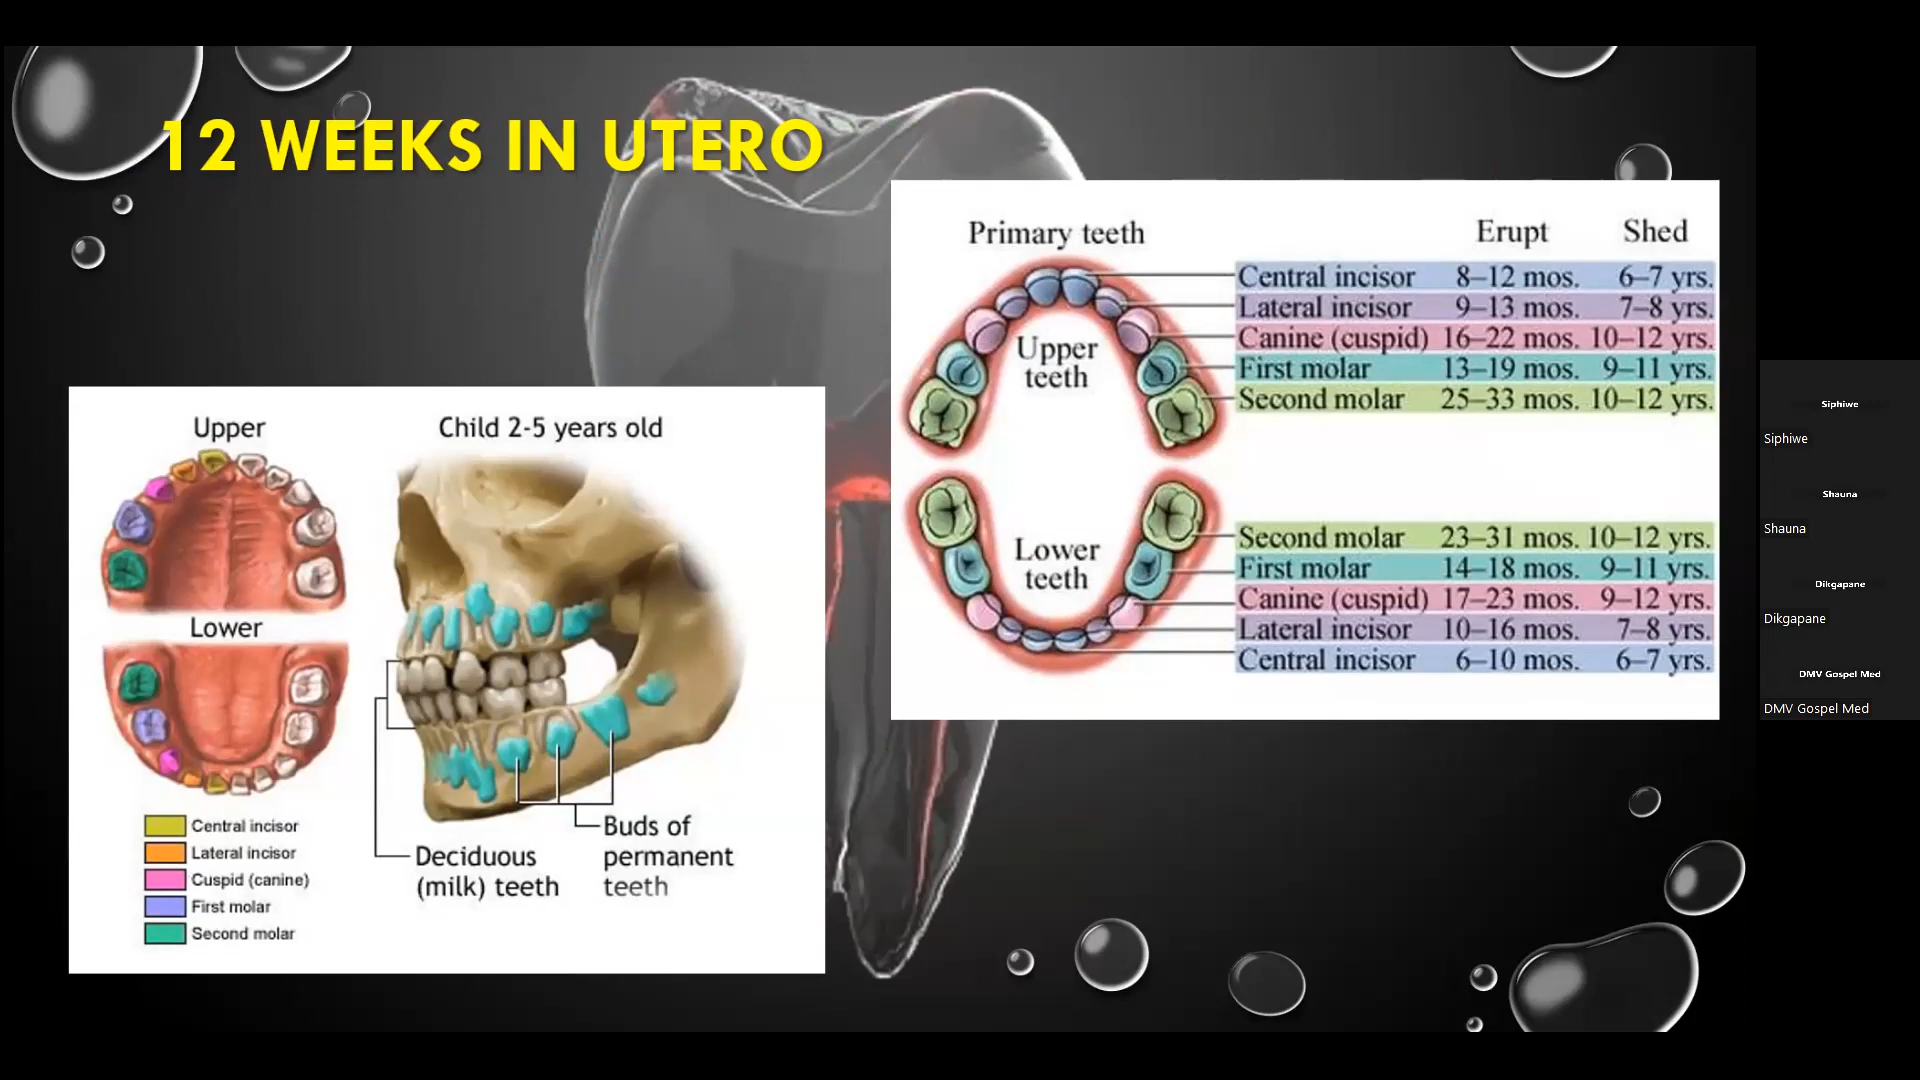 12 WEEKS IN UTERO
Upper
Child 2-5 years old
Lower
Central incisor
Lateral incisor
Cuspid (canine)
First molar
Second molar
Deciduous
(milk) teeth
Buds of
permanent
teeth
Primary teeth Erupt Shed
Central incisor 8–12 mos. 6–7 yrs.
Lateral incisor 9–13 mos. 7–8 yrs.
Canine (cuspid) 16–22 mos. 10–12 yrs.
First molar 13–19 mos. 9–11 yrs.
Second molar 25–33 mos. 10–12 yrs.
Upper
teeth
Lower
teeth
Second molar 23–31 mos. 10–12 yrs.
First molar 14–18 mos. 9–11 yrs.
Canine (cuspid) 17–23 mos. 9–12 yrs.
Lateral incisor 10–16 mos. 7–8 yrs.
Central incisor 6–10 mos. 6–7 yrs.
Siphiwe
Siphiwe
Shauna
Shauna
Dikgapane
Dikgapane
DMV Gospel Med
DMV Gospel Med